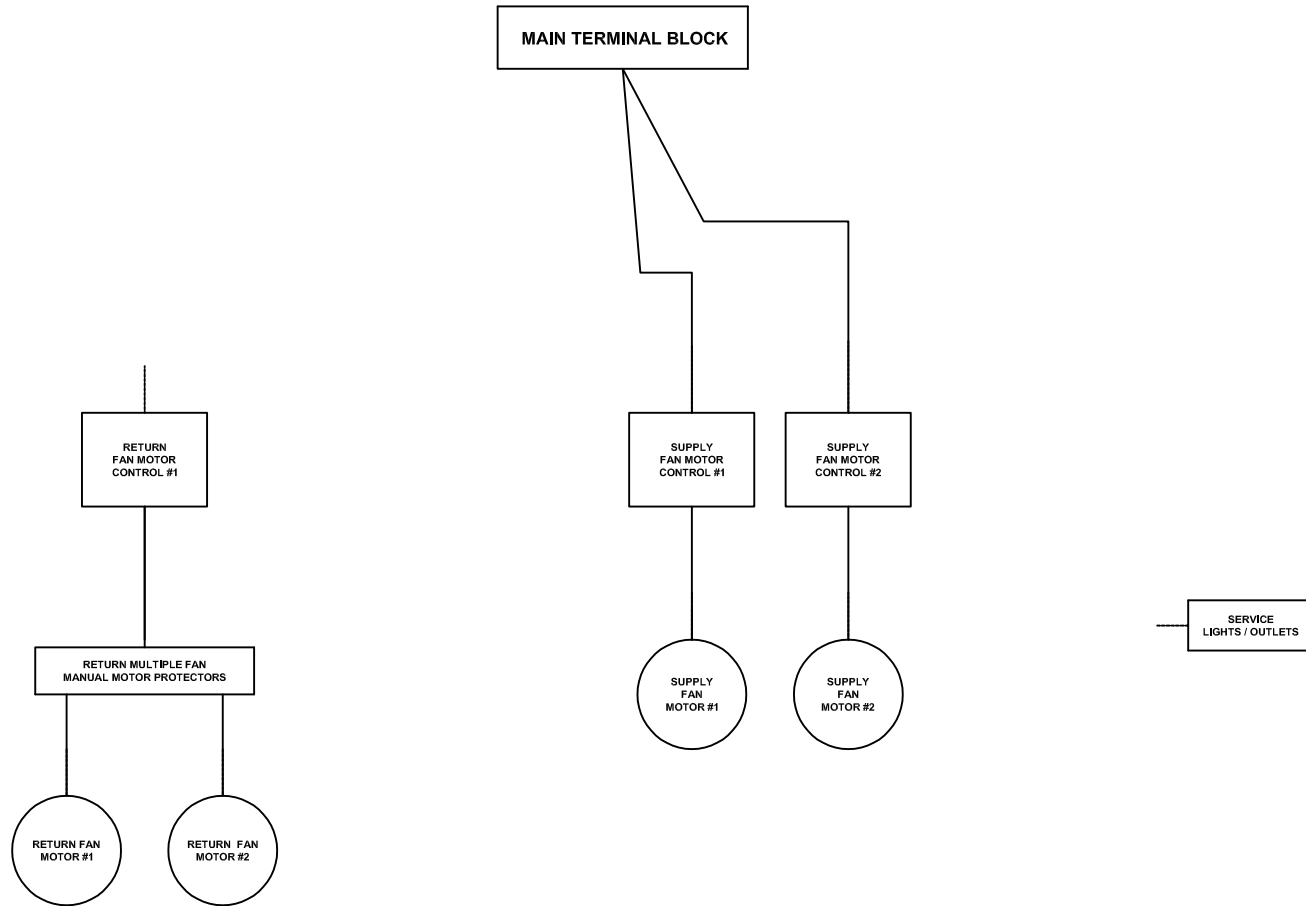 MAIN TERMINAL BLOCK
RETURN
FAN MOTOR
CONTROL #1
SUPPLY
FAN MOTOR
CONTROL #1
SUPPLY
FAN MOTOR
CONTROL #2
SERVICE
LIGHTS / OUTLETS
RETURN MULTIPLE FAN
MANUAL MOTOR PROTECTORS
SUPPLY
FAN
MOTOR #1
SUPPLY
FAN
MOTOR #2
RETURN FAN
MOTOR #1
RETURN FAN
MOTOR #2